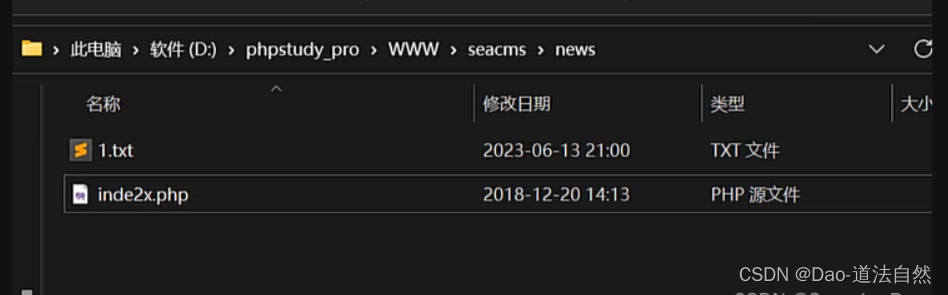 此电脑 > 软件 (D:) > phpstudy_pro > WWW > seacms > news
名称 修改日期 类型 大小
1.txt 2023-06-13 21:00 TXT 文件
inde2x.php 2018-12-20 14:13 PHP 源文件
CSDN @Dao-道法自然